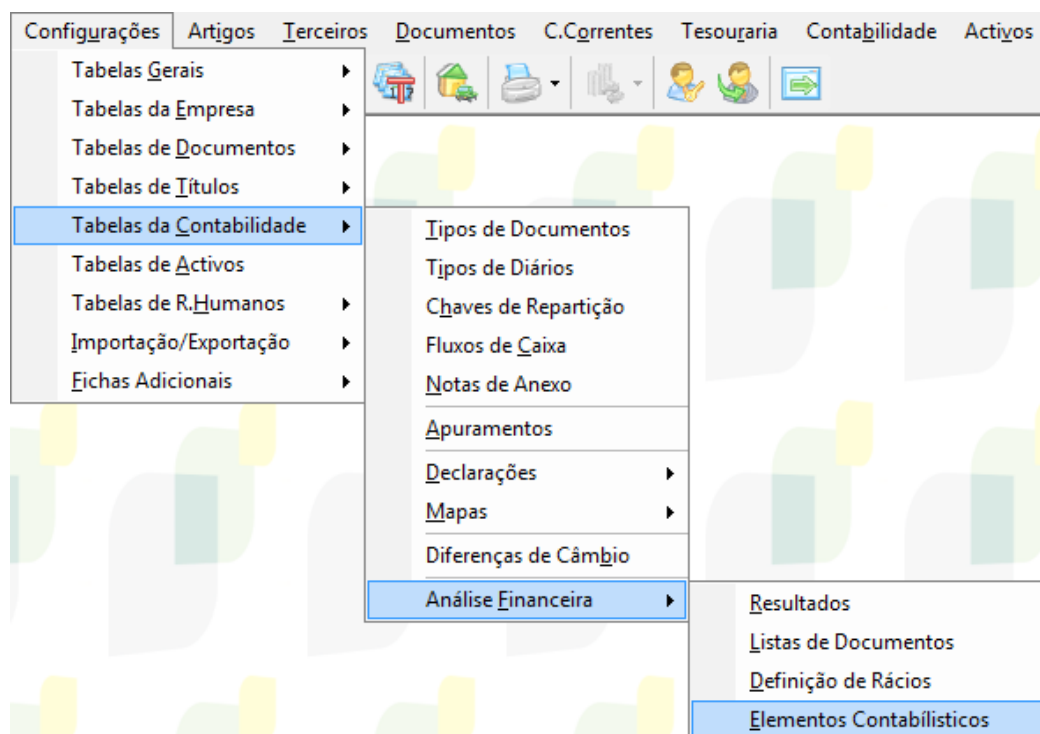 Configurações Artigos Terceiros Documentos C.Correntes Tesouraria Contabilidade Activos
Tabelas Gerais
Tabelas da Empresa
Tabelas de Documentos
Tabelas de Títulos
Tabelas da Contabilidade
Tabelas de Activos
Tabelas de R.Humanos
Importação/Exportação
Fichas Adicionais
Tipos de Documentos
Tipos de Diários
Chaves de Repartição
Fluxos de Caixa
Notas de Anexo
Apuramentos
Declarações
Mapas
Diferenças de Câmbio
Análise Financeira
Resultados
Listas de Documentos
Definição de Rácios
Elementos Contabílisticos